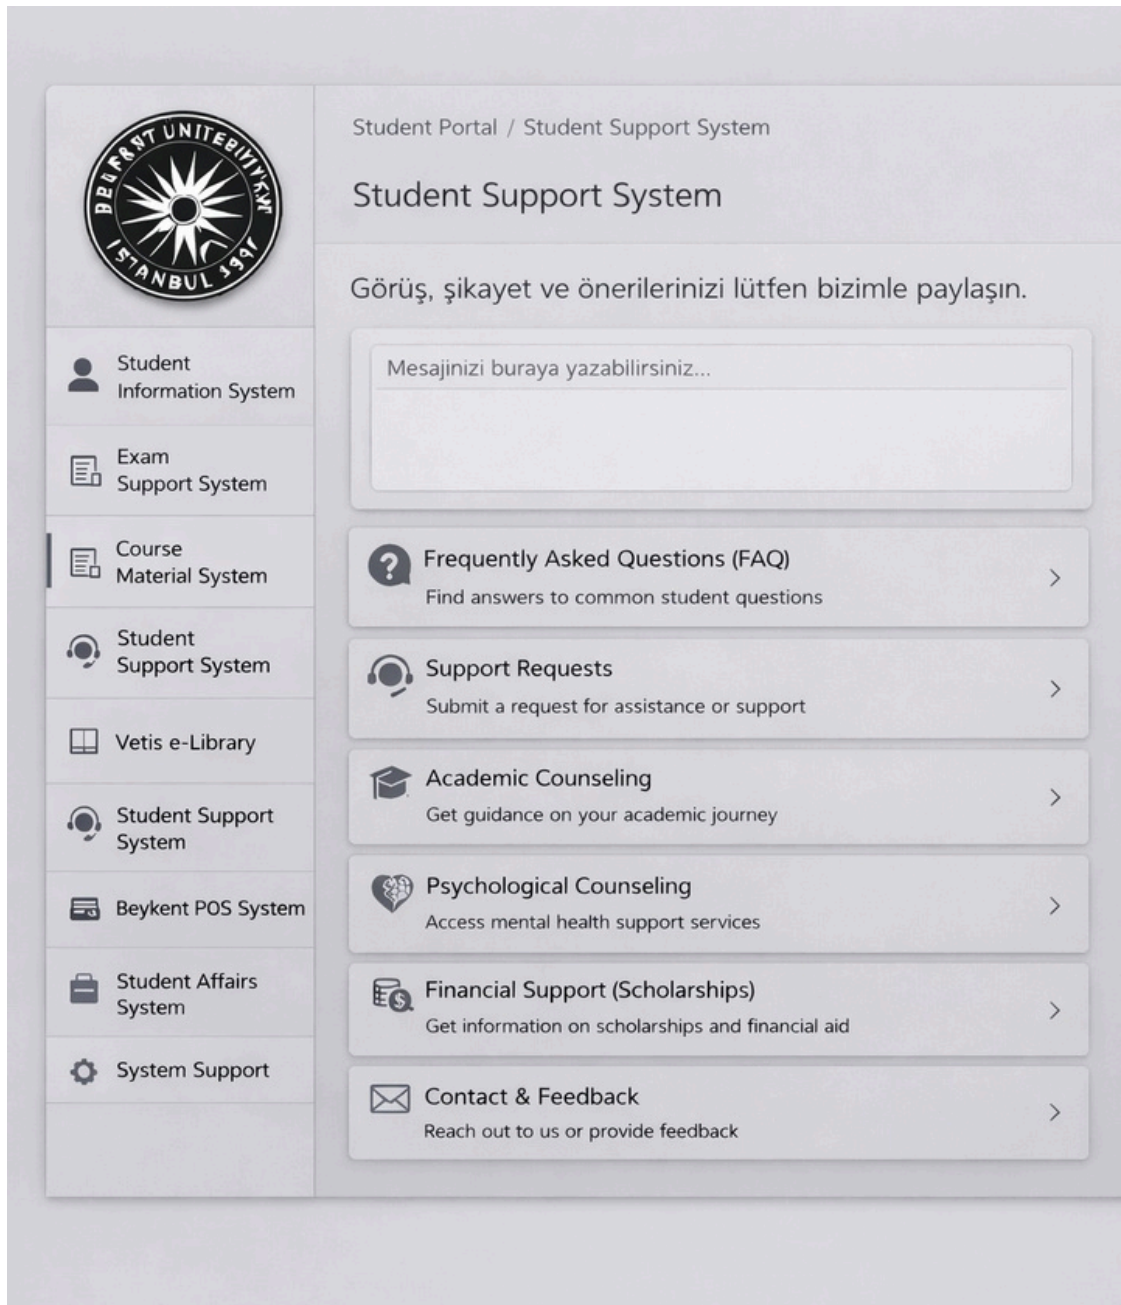 ISTANBUL
Student Portal / Student Support System
Student Support System
Görüş, şikayet ve önerilerinizi lütfen bizimle paylaşın.
Mesajinizi buraya yazabilirsiniz...
Student
Information System
Exam
Support System
Course
Material System
Student
Support System
Vetis e-Library
Student Support
System
Beykent POS System
Student Affairs
System
System Support
Frequently Asked Questions (FAQ)
Find answers to common student questions
Support Requests
Submit a request for assistance or support
Academic Counseling
Get guidance on your academic journey
Psychological Counseling
Access mental health support services
Financial Support (Scholarships)
Get information on scholarships and financial aid
Contact & Feedback
Reach out to us or provide feedback